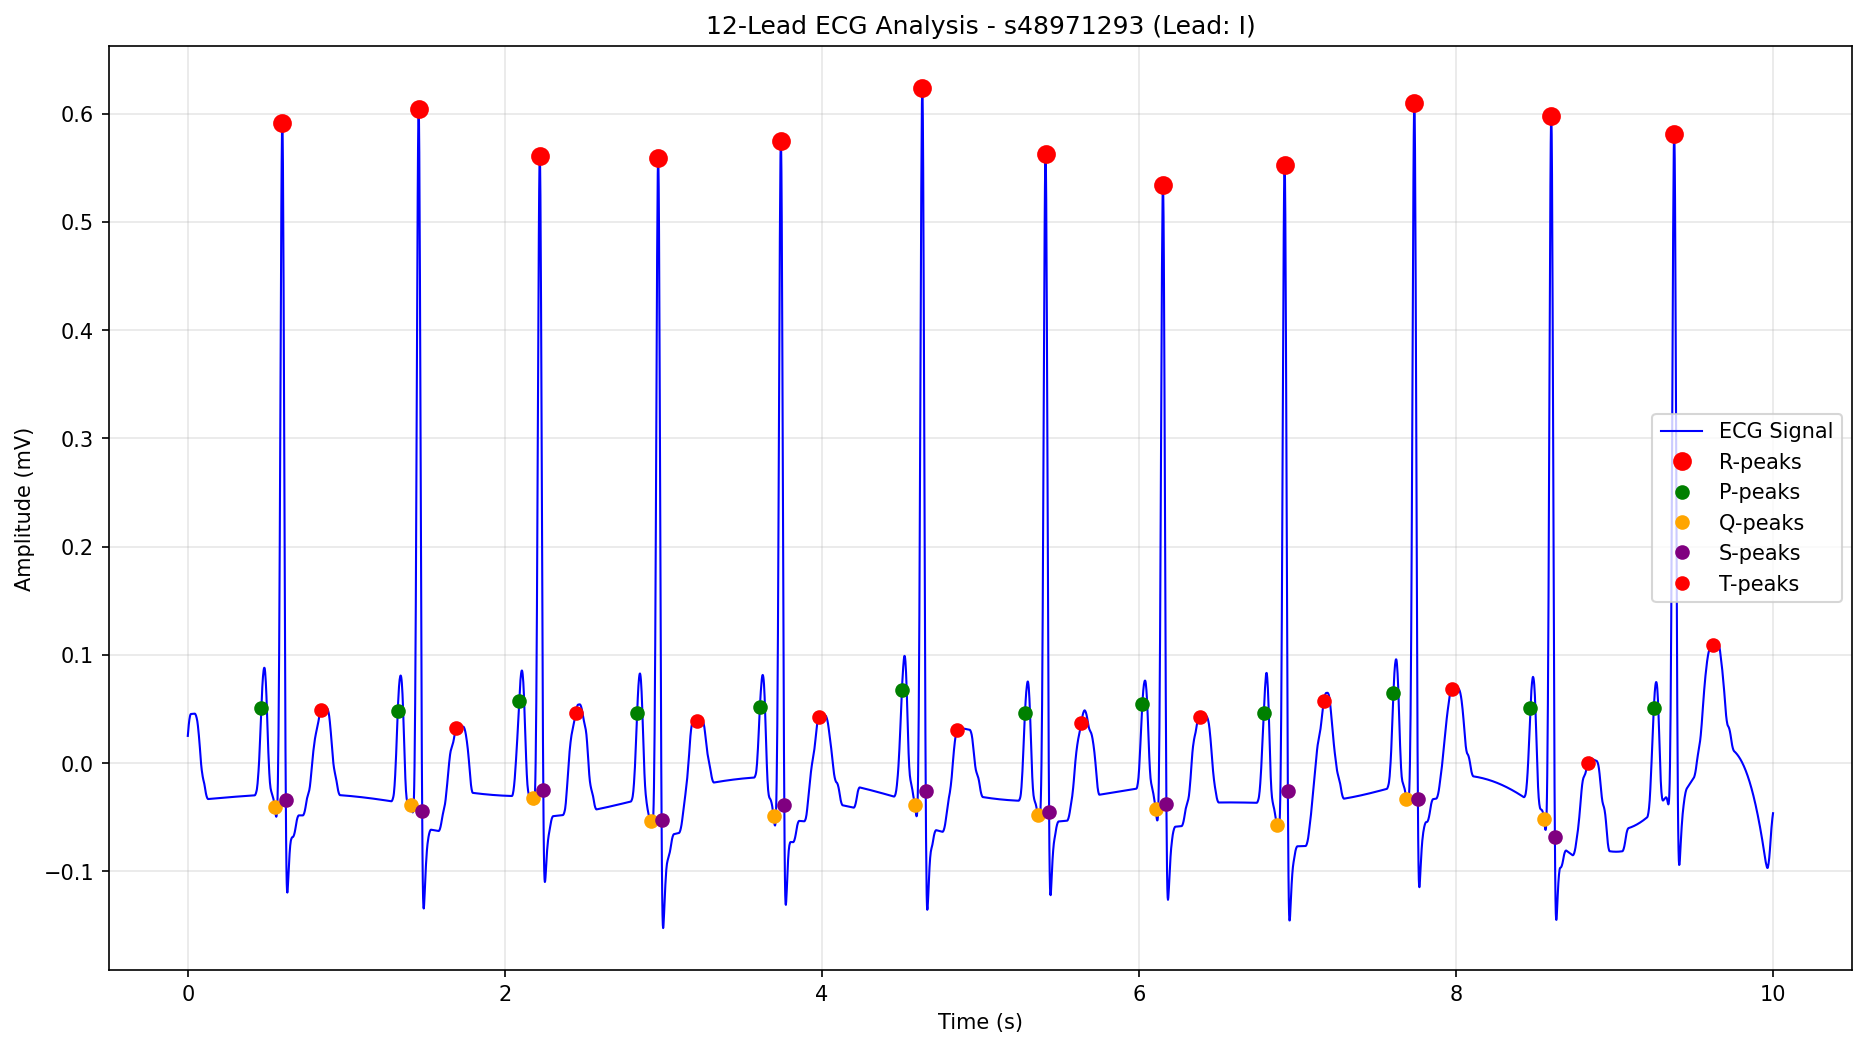 12-Lead ECG Analysis - s48971293 (Lead: I)
Amplitude (mV)
0.6
0.5
0.4
0.3
0.2
0.1
0.0
−0.1
ECG Signal
R-peaks
P-peaks
Q-peaks
S-peaks
T-peaks
0 2 4 6 8 10
Time (s)